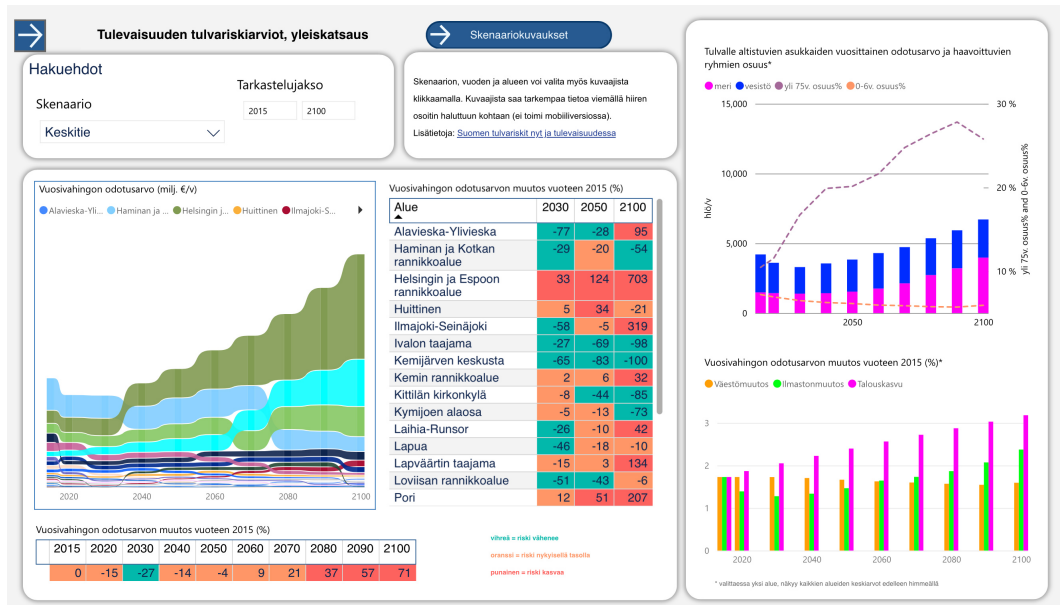 Tulevaisuuden tulvariskiarviot, yleiskatsaus
Skenaariokuvaukset
Hakuehdot
Tarkastelujakso
Skenaario
2015 2100
Keskitie
Skenaarion, vuoden ja alueen voi valita myös kuvaajista
klikkaamalla. Kuvaajista saa tarkempaa tietoa viemällä hiiren
osoitin haluttuun kohtaan (ei toimi mobiiliversiossa).
Lisätietoja: Suomen tulvariskit nyt ja tulevaisuudessa
Vuosivahingon odotusarvo (milj. €/v)
Alavieska-Yli... Haminan ja ... Helsingin j... Huittinen Ilmajoki-S...
2020 2040 2060 2080 2100
Vuosivahingon odotusarvon muutos vuoteen 2015 (%)
Alue 2030 2050 2100
Alavieska-Ylivieska -77 -28 95
Haminan ja Kotkan
rannikkoalue -29 -20 -54
Helsingin ja Espoon
rannikkoalue 33 124 703
Huittinen 5 34 -21
Ilmajoki-Seinäjoki -58 -5 319
Ivalon taajama -27 -69 -98
Kemijärven keskusta -65 -83 -100
Kemin rannikkoalue 2 6 32
Kittilän kirkonkylä -8 -44 -85
Kymijoen alaosa -5 -13 -73
Laihia-Runsor -26 -10 42
Lapua -46 -18 -10
Lapväärtin taajama -15 3 134
Loviisan rannikkoalue -51 -43 -6
Pori 12 51 207
Vuosivahingon odotusarvon muutos vuoteen 2015 (%)
2015 2020 2030 2040 2050 2060 2070 2080 2090 2100
0 -15 -27 -14 -4 9 21 37 57 71
vihreä = riski vähenee
oranssi = riski nykyisellä tasolla
punainen = riski kasvaa
Tulvalle altistuvien asukkaiden vuosittainen odotusarvo ja haavoittuvien
ryhmien osuus*
meri vesistö yli 75v. osuus% 0-6v. osuus%
15,000 30 %
10,000 20 %
5,000 10 %
0
hlö/v
yli 75v. osuus% and 0-6v. osuus%
2050 2100
Vuosivahingon odotusarvon muutos vuoteen 2015 (%)*
Väestömuutos Ilmastonmuutos Talouskasvu
3
2
1
0
2020 2040 2060 2080 2100
* valittaessa yksi alue, näkyy kaikkien alueiden keskiarvot edelleen himmeällä